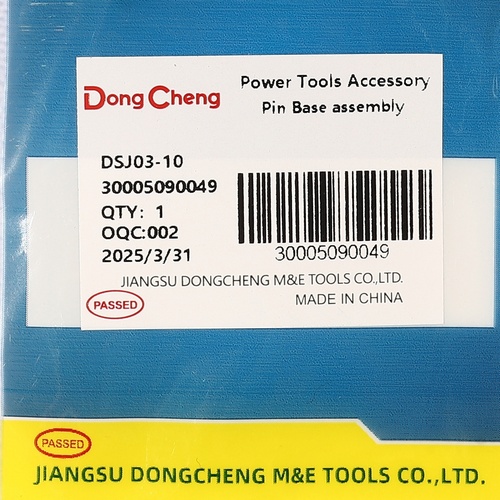 Dong Cheng
Power Tools Accessory
Pin Base assembly
DSJ03-10
30005090049
QTY: 1
OQC:002
2025/3/31
30005090049
JIANGSU DONGCHENG M&E TOOLS CO.,LTD.
PASSED
MADE IN CHINA
PASSED
JIANGSU DONGCHENG M&E TOOLS CO.,LTD.